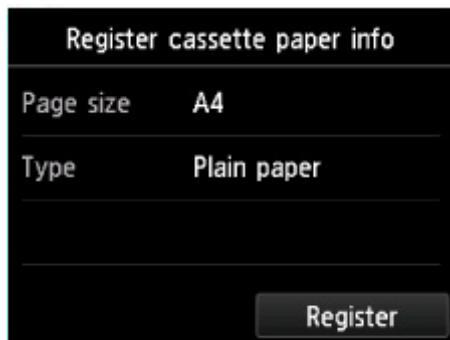 Register cassette paper info
Page size A4
Type Plain paper
Register